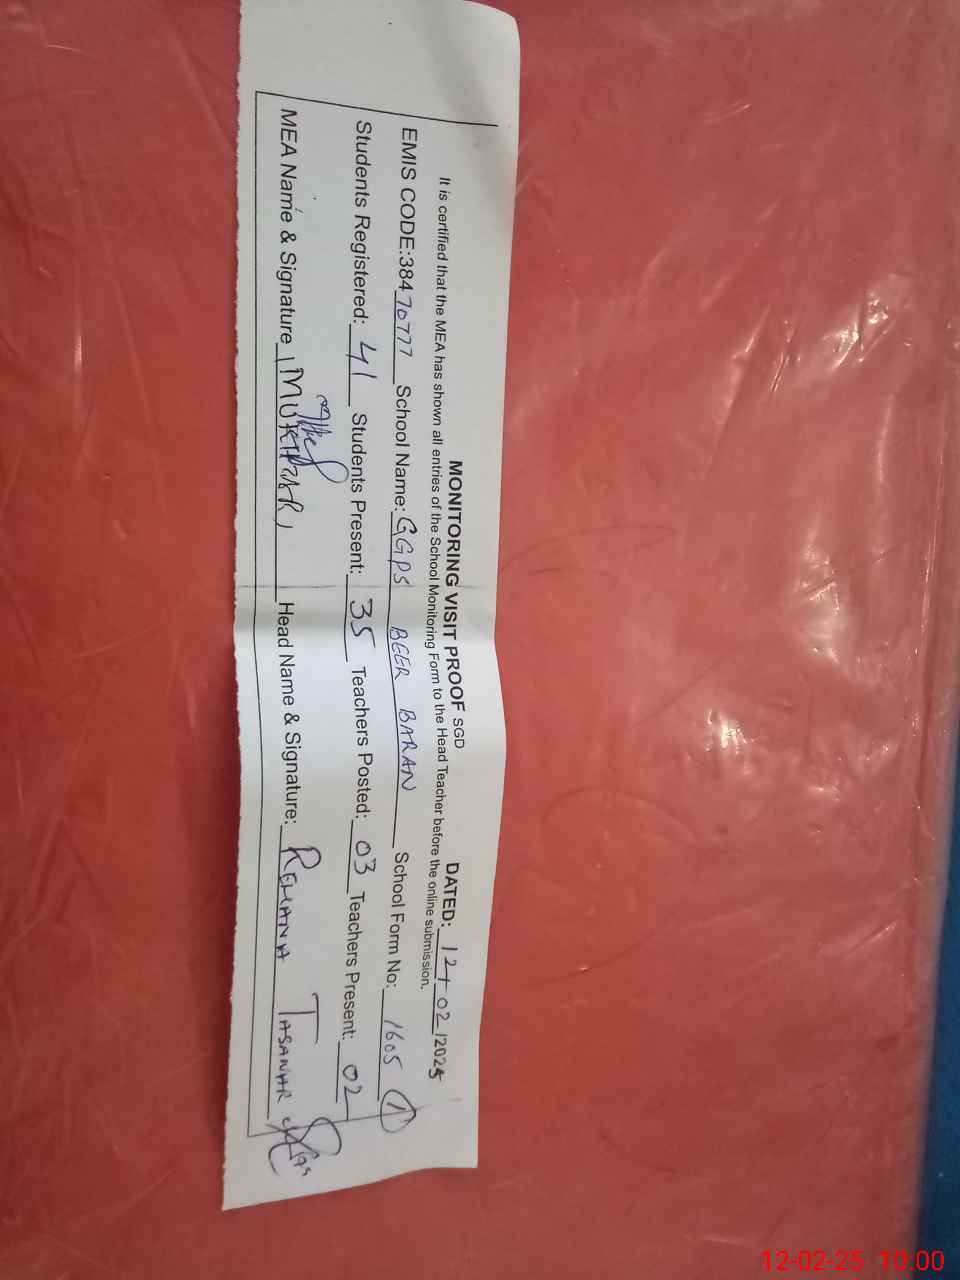 MONITORING VISIT PROOF SGD DATED: 12/02/2025
It is certified that the MEA has shown all entries of the School Monitoring Form to the Head Teacher before the online submission.
EMIS CODE:38470777 School Name: GGPS BEER BARAN School Form No: 1605 1
Students Registered: 41 Students Present: 35 Teachers Posted: 03 Teachers Present: 02
MEA Name & Signature MUKHTAR Head Name & Signature: REHANA TABASSUM
12-02-25 10:00